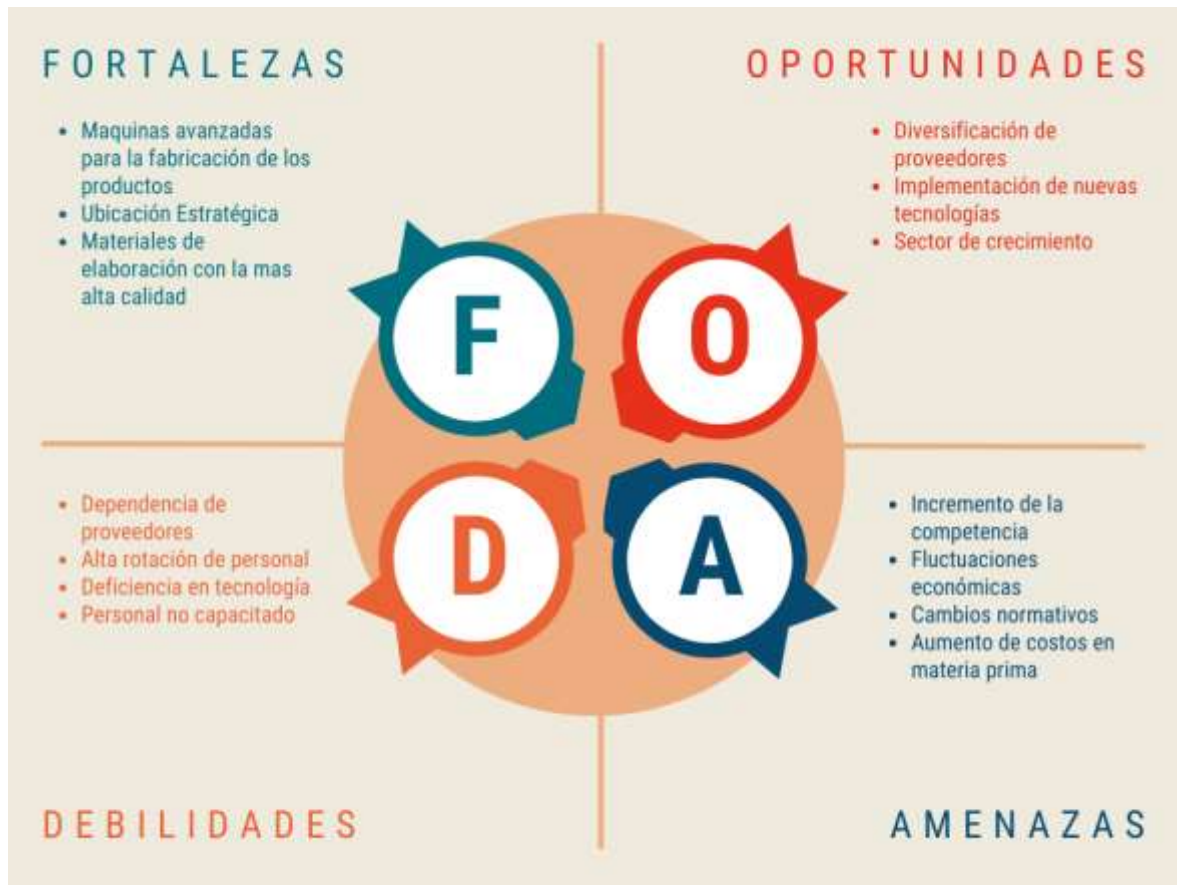 FORTALEZAS
• Maquinas avanzadas
para la fabricación de los
productos
• Ubicación Estratégica
• Materiales de
elaboración con la mas
alta calidad
OPORTUNIDADES
• Diversificación de
proveedores
• Implementación de nuevas
tecnologías
• Sector de crecimiento
F
O
D
A
• Dependencia de
proveedores
• Alta rotación de personal
• Deficiencia en tecnología
• Personal no capacitado
DEBILIDADES
• Incremento de la
competencia
• Fluctuaciones
económicas
• Cambios normativos
• Aumento de costos en
materia prima
AMENAZAS